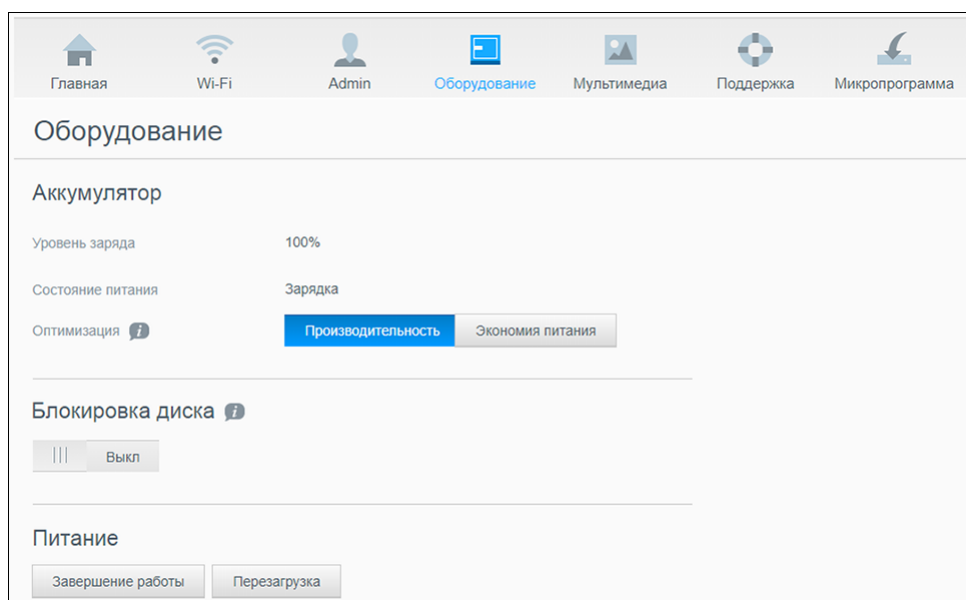 Главная Wi-Fi Admin Оборудование Мультимедиа Поддержка Микропрограмма
Оборудование
Аккумулятор
Уровень заряда 100%
Состояние питания Зарядка
Оптимизация i Производительность Экономия питания
Блокировка диска i
Выкл
Питание
Завершение работы Перезагрузка